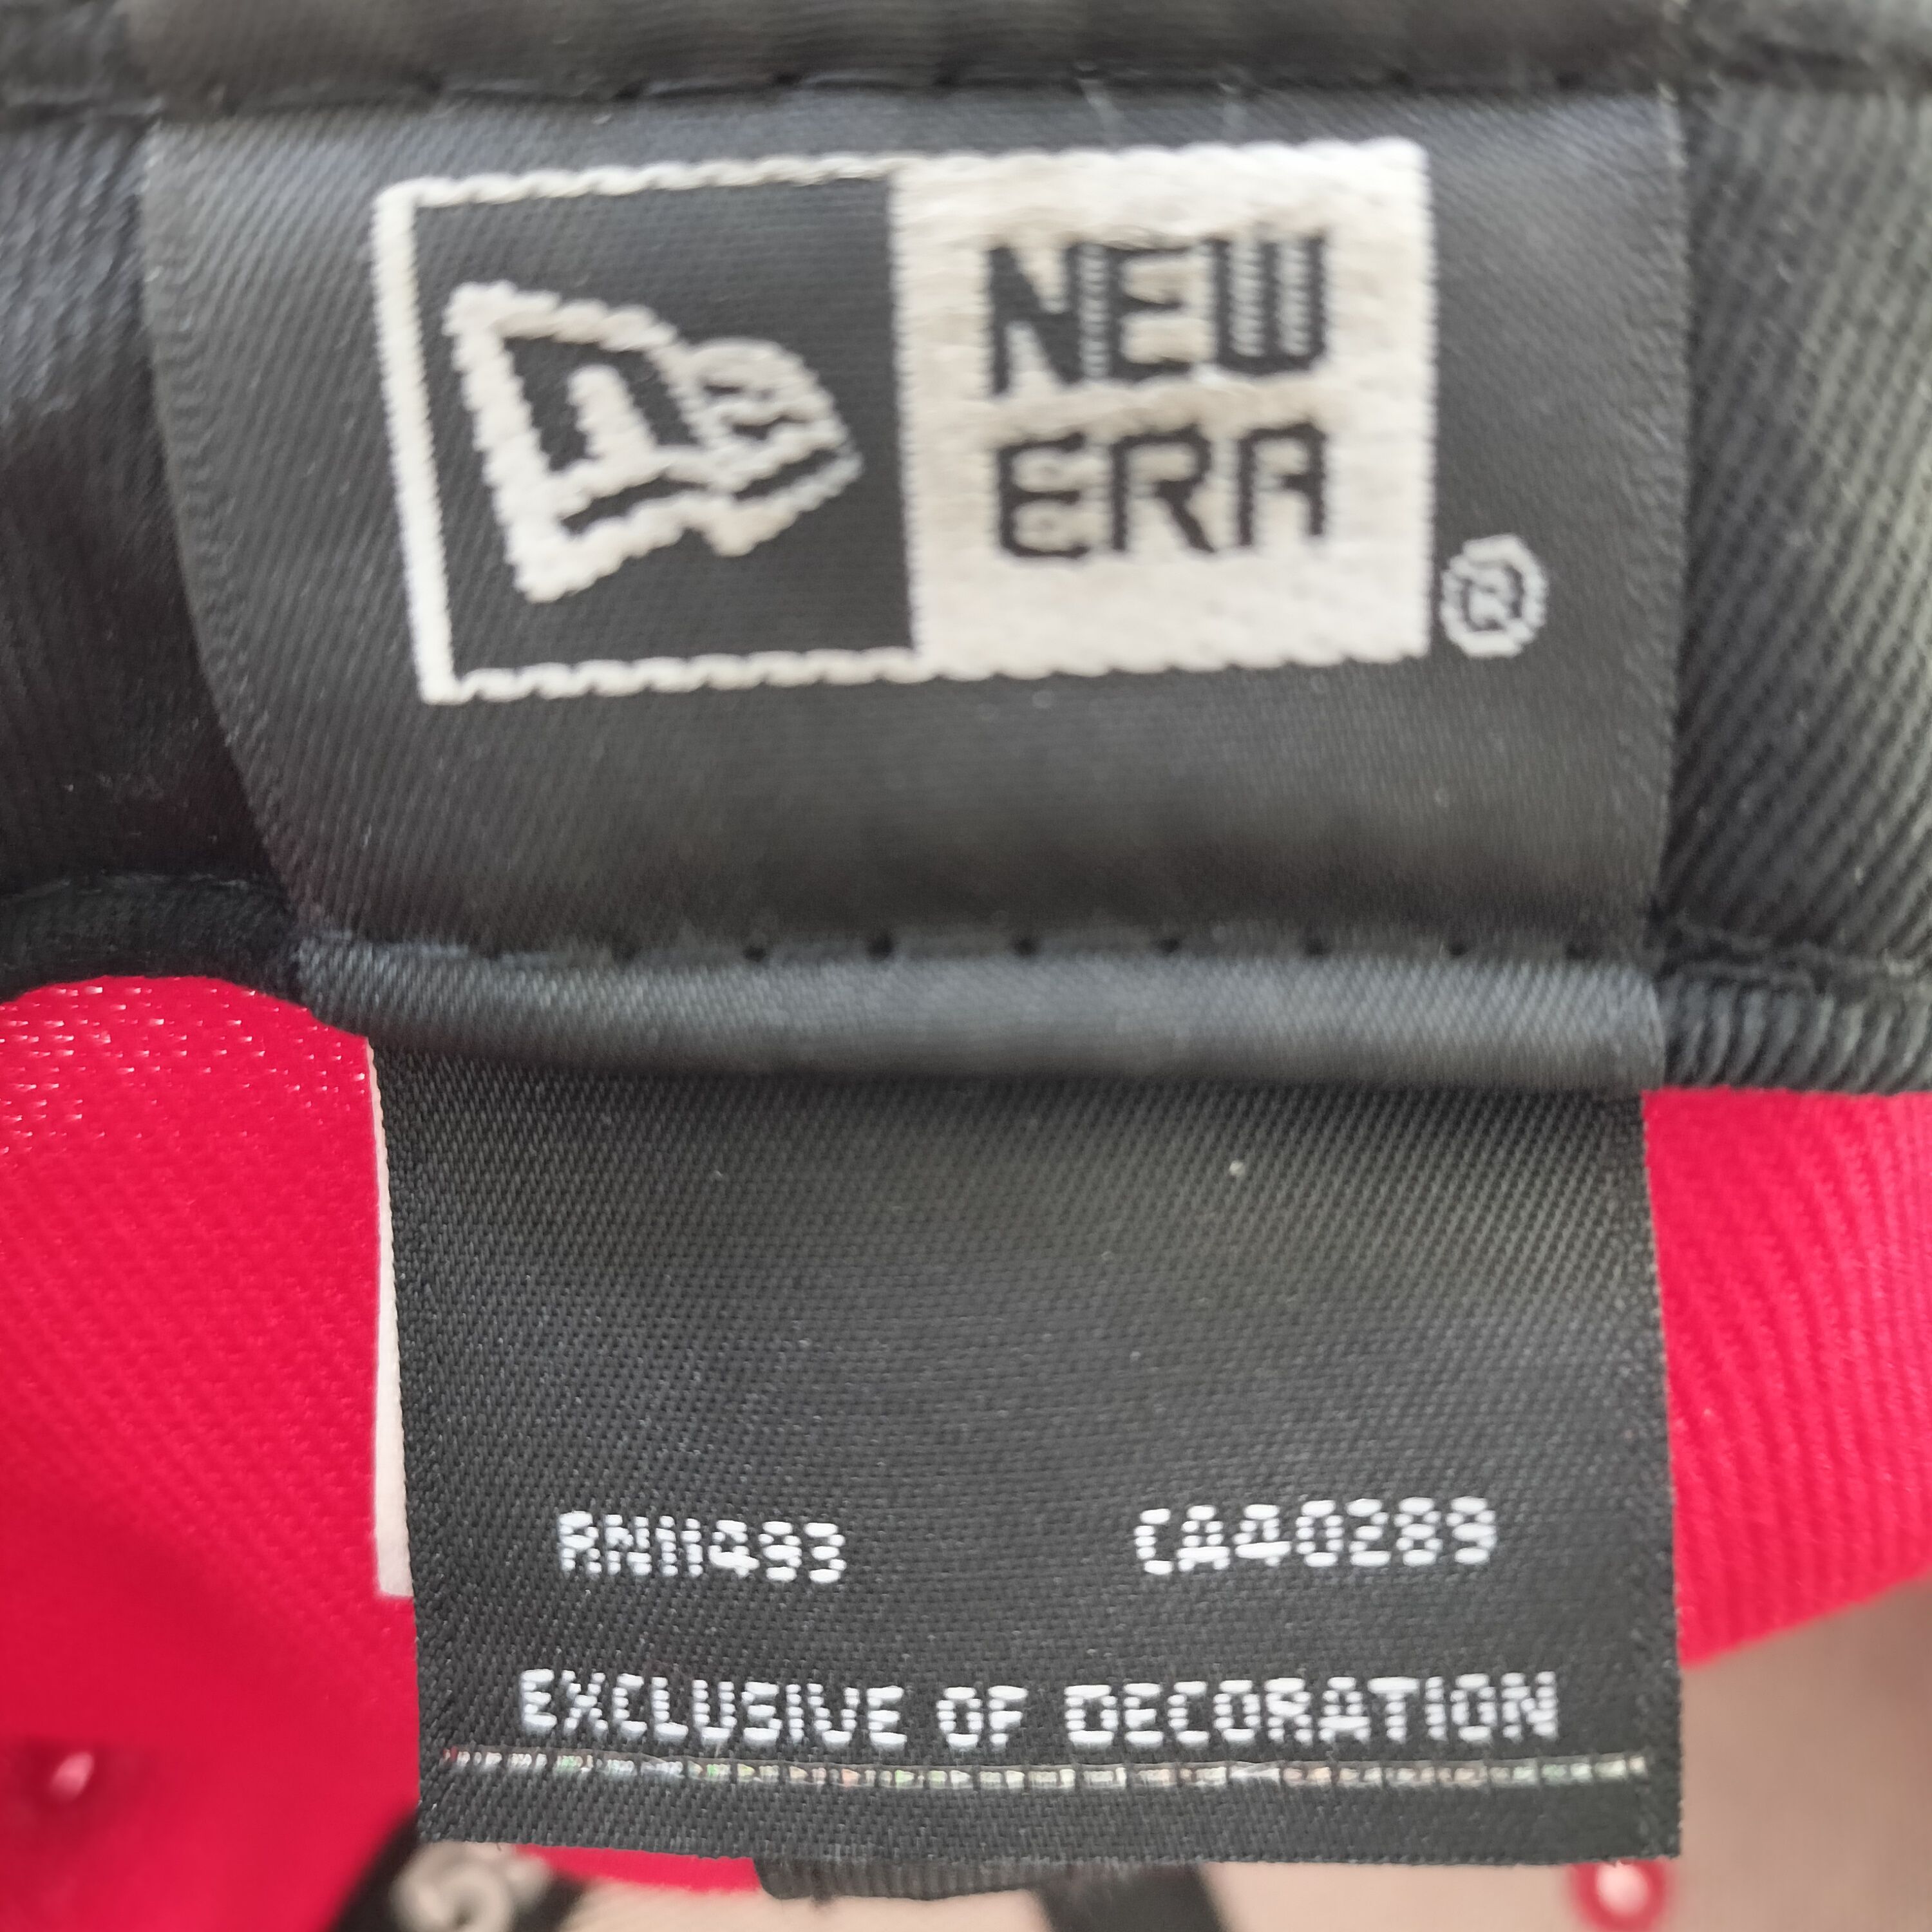 NEW
ERA
®
RN11493 CA40289
EXCLUSIVE OF DECORATION